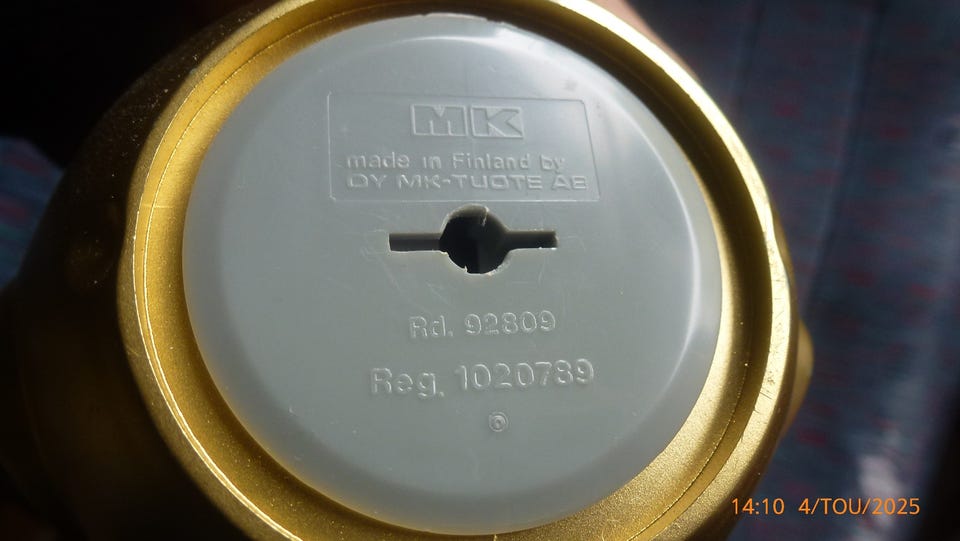 MK
made in Finland by
OY MK-TUOTE AB
Rd. 92809
Reg. 1020789
14:10 4/TOU/2025